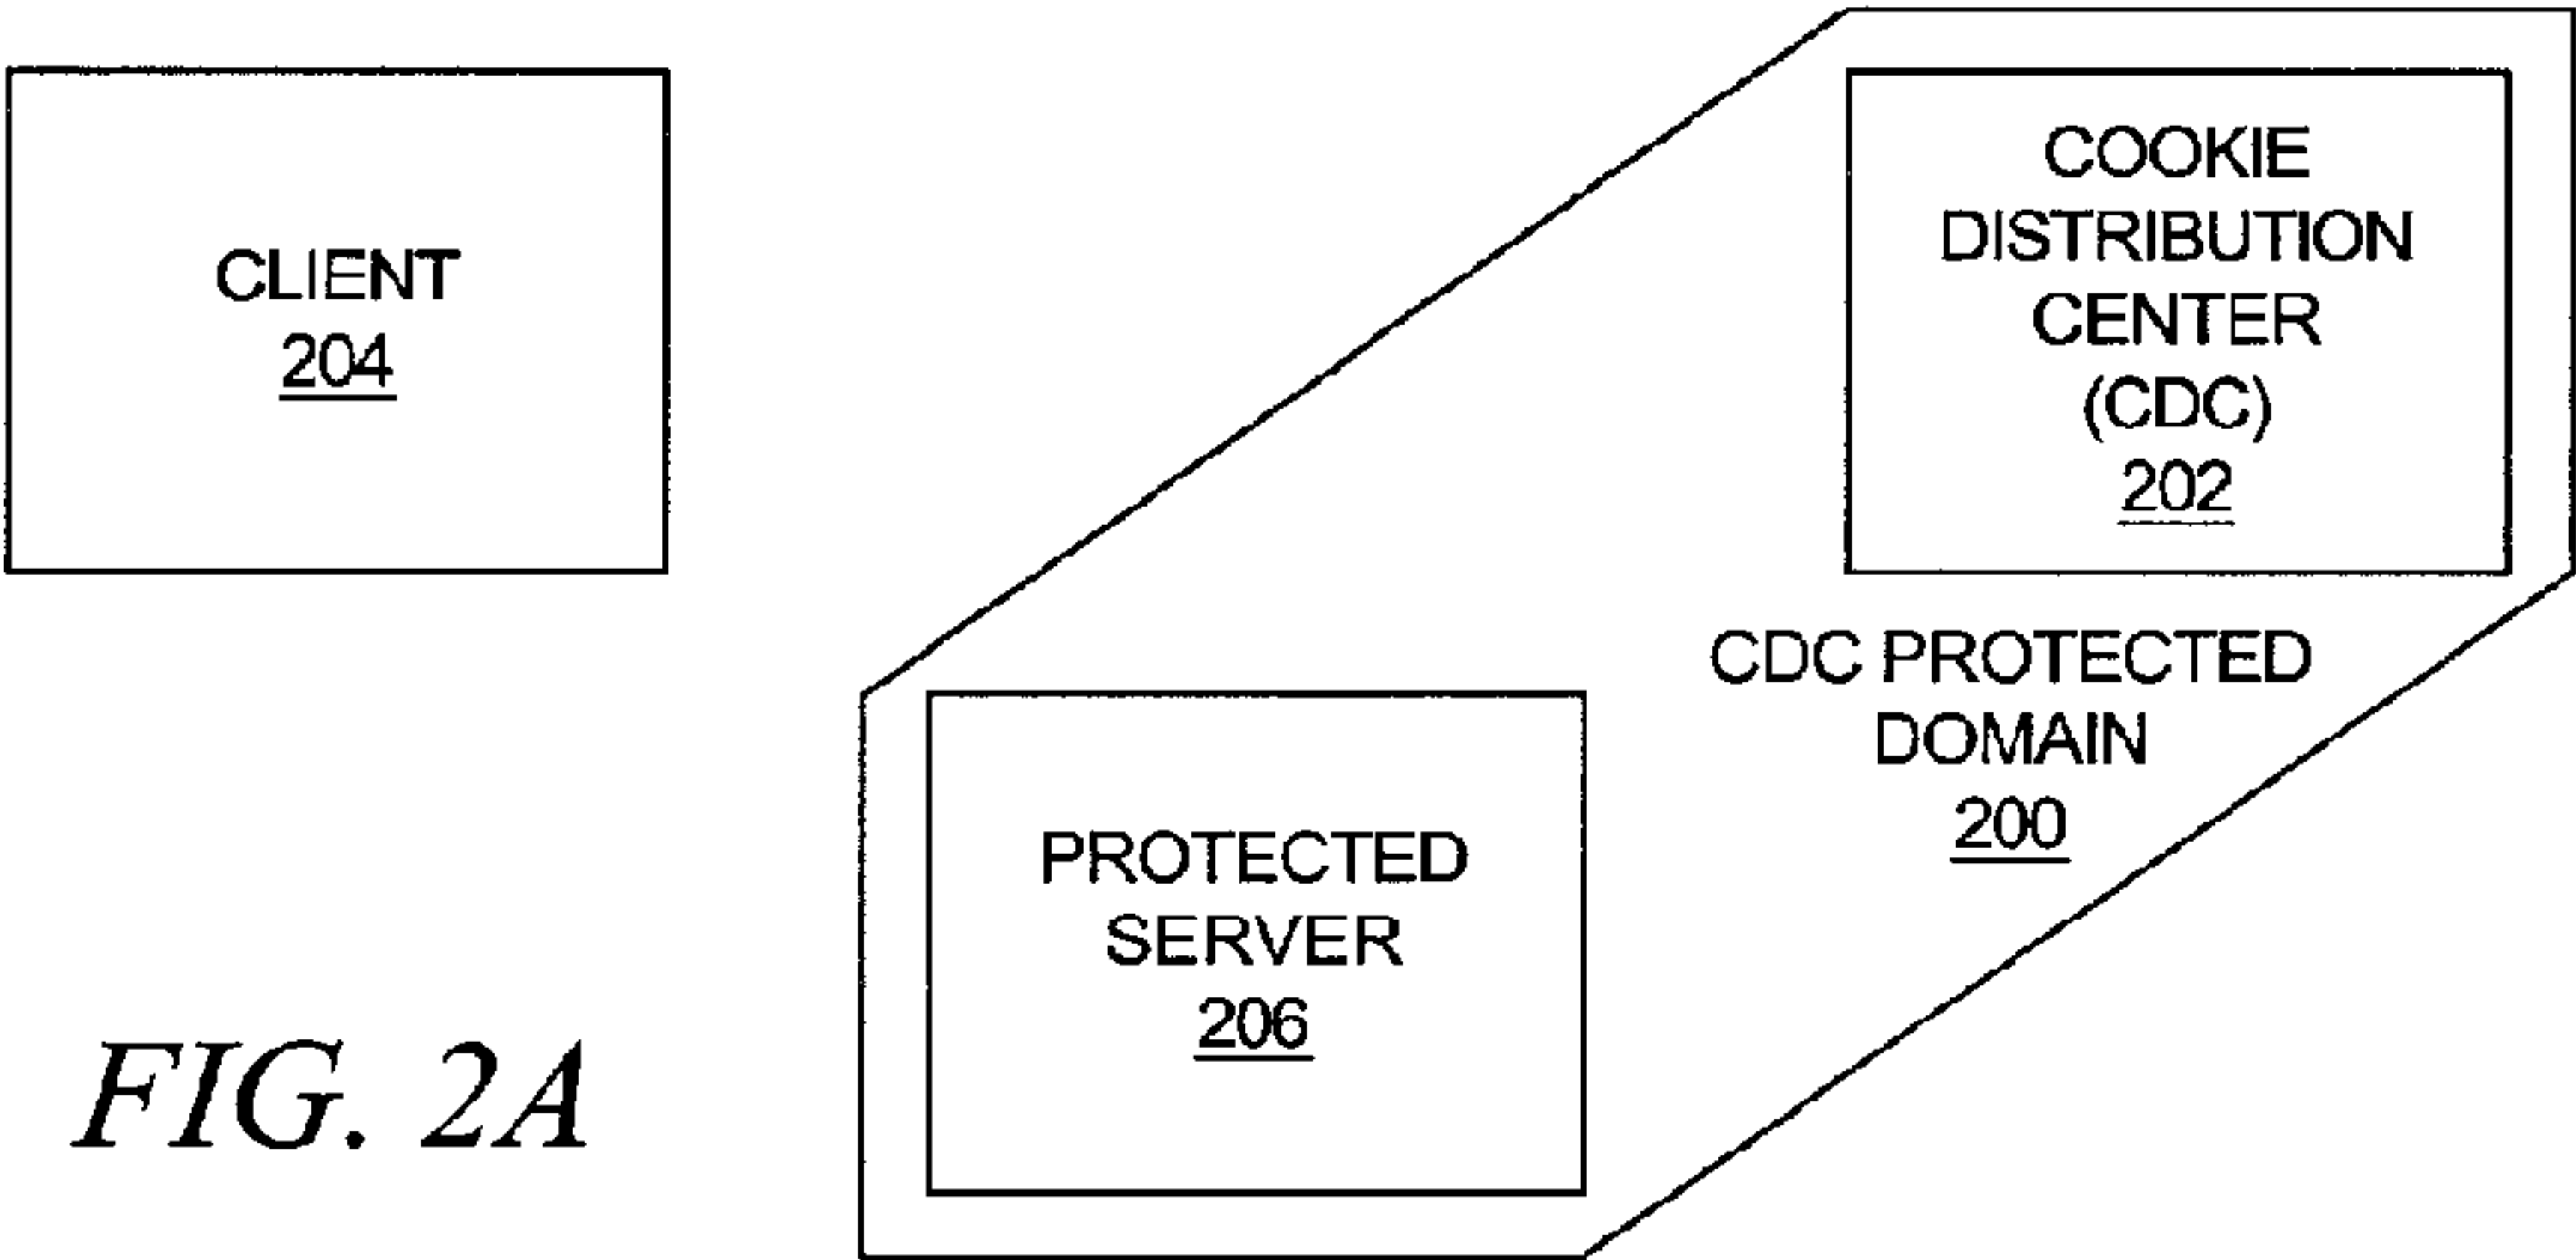 CLIENT
204
COOKIE
DISTRIBUTION
CENTER
(CDC)
202
CDC PROTECTED
DOMAIN
200
PROTECTED
SERVER
206
FIG. 2A